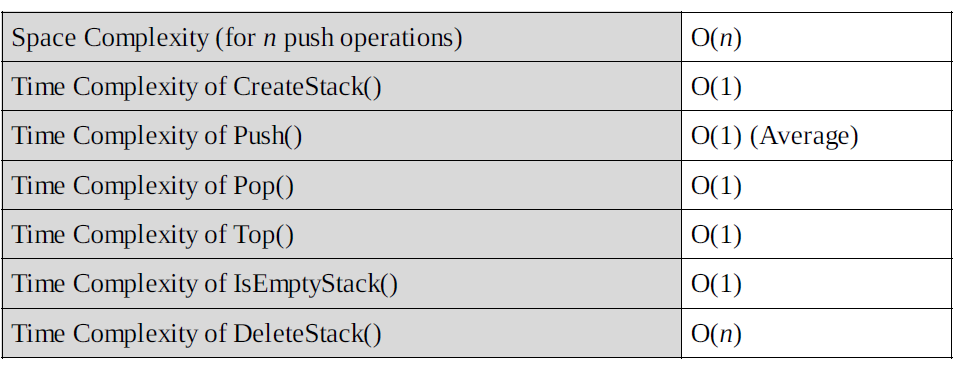 Space Complexity (for n push operations) O(n)
Time Complexity of CreateStack() O(1)
Time Complexity of Push() O(1) (Average)
Time Complexity of Pop() O(1)
Time Complexity of Top() O(1)
Time Complexity of IsEmptyStack() O(1)
Time Complexity of DeleteStack() O(n)